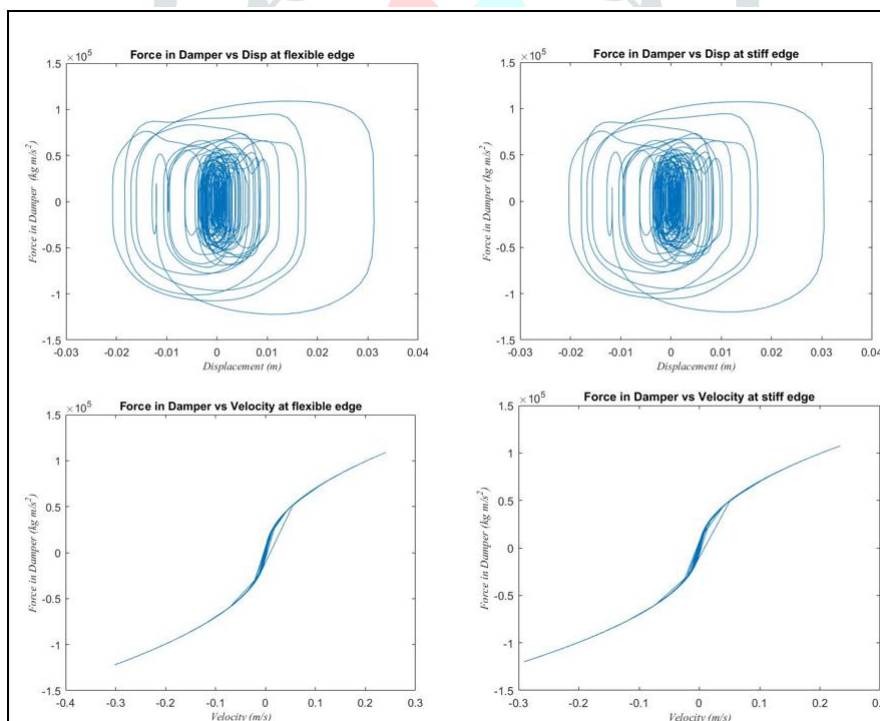 Force in Damper vs Disp at flexible edge
×10⁵
1.5
1
0.5
0
-0.5
-1
-1.5
Force in Damper (kg m/s²)
-0.03 -0.02 -0.01 0 0.01 0.02 0.03 0.04
Displacement (m)
Force in Damper vs Disp at stiff edge
×10⁵
1.5
1
0.5
0
-0.5
-1
-1.5
Force in Damper (kg m/s²)
-0.03 -0.02 -0.01 0 0.01 0.02 0.03 0.04
Displacement (m)
Force in Damper vs Velocity at flexible edge
×10⁵
1.5
1
0.5
0
-0.5
-1
-1.5
Force in Damper (kg m/s²)
-0.4 -0.3 -0.2 -0.1 0 0.1 0.2 0.3
Velocity (m/s)
Force in Damper vs Velocity at stiff edge
×10⁵
1.5
1
0.5
0
-0.5
-1
-1.5
Force in Damper (kg m/s²)
-0.3 -0.2 -0.1 0 0.1 0.2
Velocity (m/s)